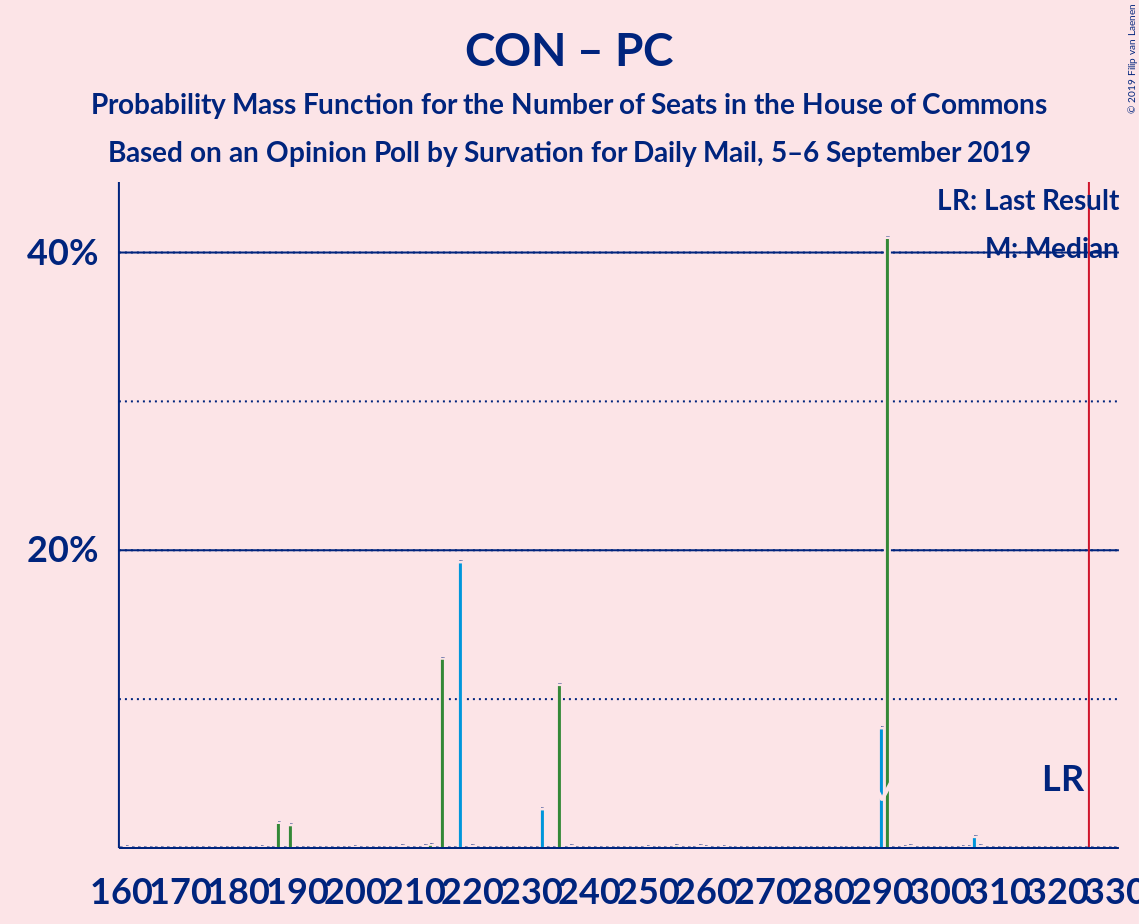 CON – PC
Probability Mass Function for the Number of Seats in the House of Commons
Based on an Opinion Poll by Survation for Daily Mail, 5–6 September 2019
© 2019 Filip van Laenen
LR: Last Result
M: Median
40%
20%
LR
160 170 180 190 200 210 220 230 240 250 260 270 280 290 300 310 320 330